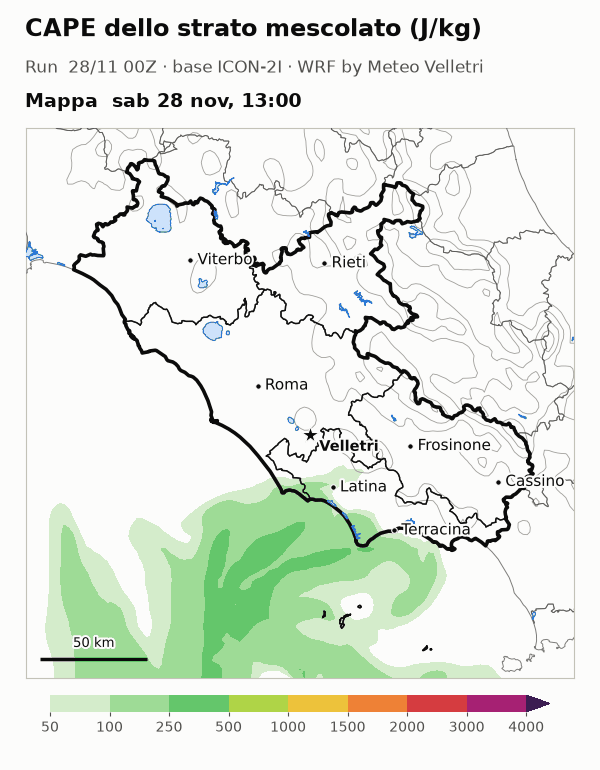 CAPE dello strato mescolato (J/kg)
Run  28/11 00Z · base ICON-2I · WRF by Meteo Velletri
Mappa  sab 28 nov, 13:00
Viterbo
Rieti
Roma
Velletri
Frosinone
Cassino
Latina
Terracina
50 km
50 100 250 500 1000 1500 2000 3000 4000